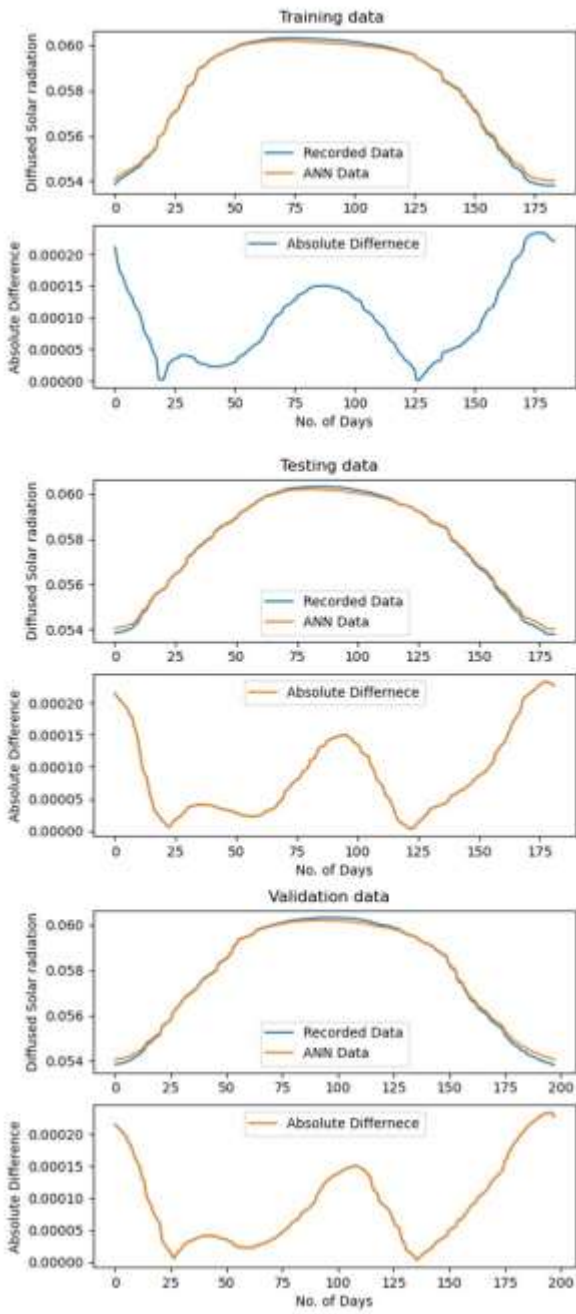 Training data
Diffused Solar radiation
0.060
0.058
0.056
0.054
Recorded Data
ANN Data
0 25 50 75 100 125 150 175
Absolute Difference
0.00020
0.00015
0.00010
0.00005
0.00000
Absolute Differnece
0 25 50 75 100 125 150 175
No. of Days
Testing data
Diffused Solar radiation
0.060
0.058
0.056
0.054
Recorded Data
ANN Data
0 25 50 75 100 125 150 175
Absolute Difference
0.00020
0.00015
0.00010
0.00005
0.00000
Absolute Differnece
0 25 50 75 100 125 150 175
No. of Days
Validation data
Diffused Solar radiation
0.060
0.058
0.056
0.054
Recorded Data
ANN Data
0 25 50 75 100 125 150 175 200
Absolute Difference
0.00020
0.00015
0.00010
0.00005
0.00000
Absolute Differnece
0 25 50 75 100 125 150 175 200
No. of Days